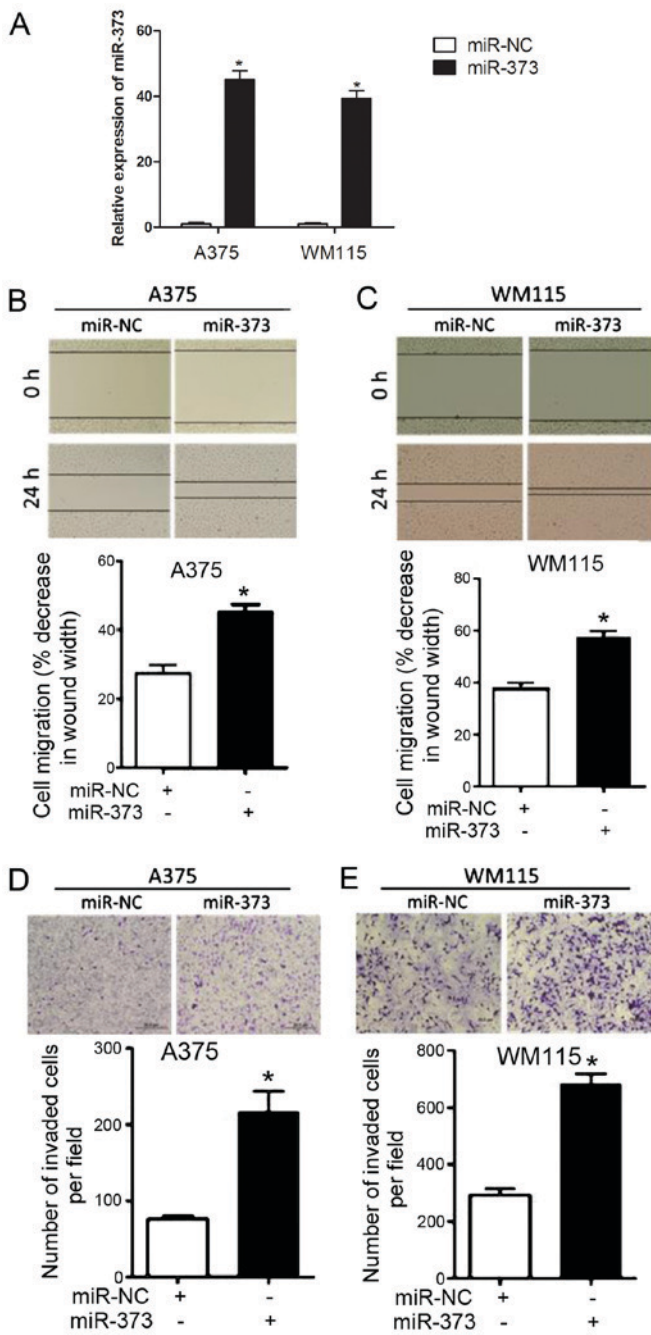 A
Relative expression of miR-373
60
40
20
0
*
*
A375
WM115
miR-NC
miR-373
B
A375
miR-NC
miR-373
0 h
24 h
Cell migration (% decrease
in wound width)
60
40
20
0
A375
*
miR-NC + -
miR-373 - +
C
WM115
miR-NC
miR-373
0 h
24 h
Cell migration (% decrease
in wound width)
80
60
40
20
0
WM115
*
miR-NC + -
miR-373 - +
D
A375
miR-NC
miR-373
Number of invaded cells
per field
300
200
100
0
A375
*
miR-NC + -
miR-373 - +
E
WM115
miR-NC
miR-373
Number of invaded cells
per field
800
600
400
200
0
WM115
*
miR-NC + -
miR-373 - +